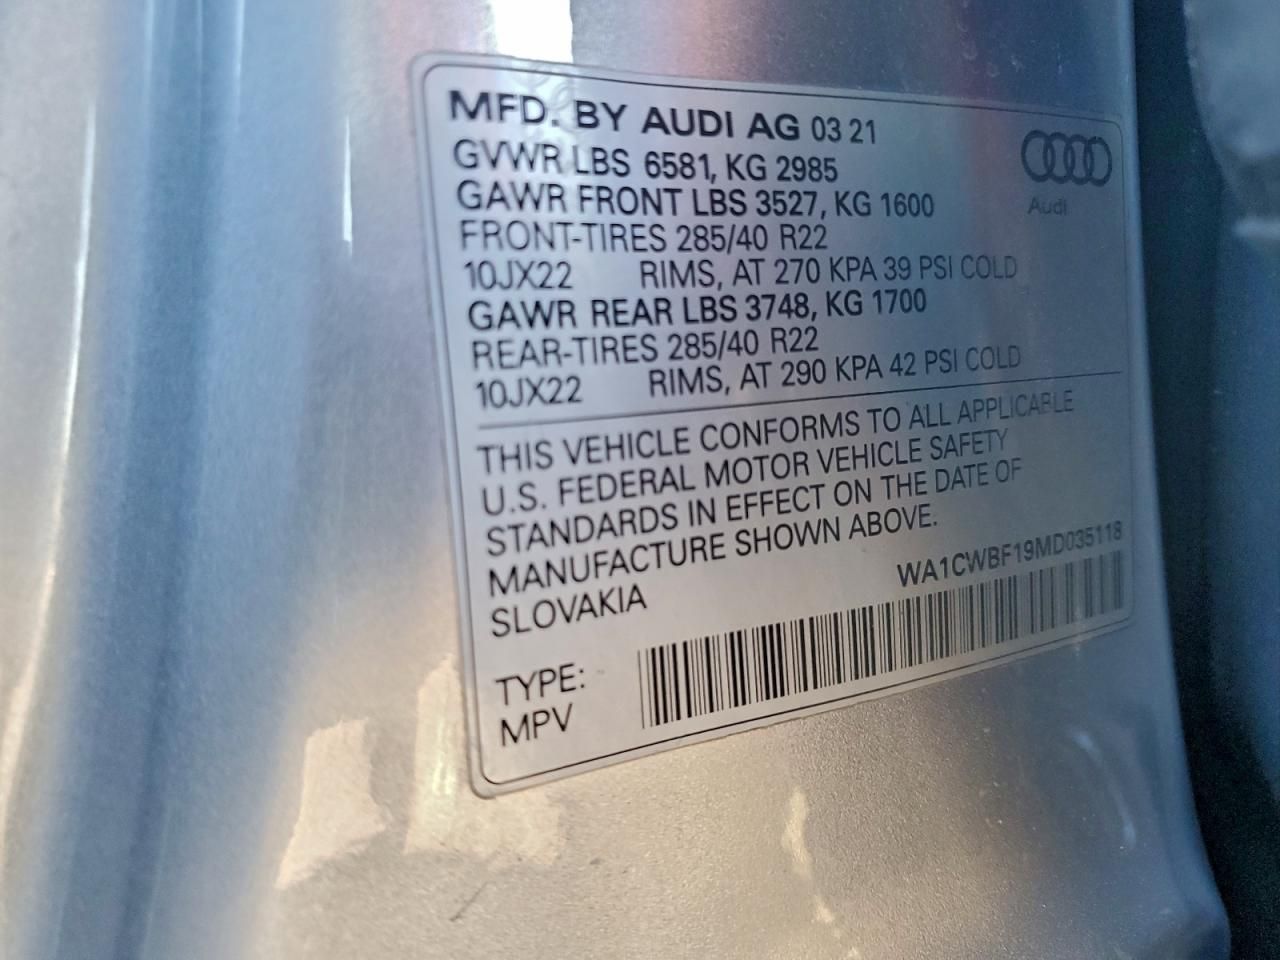 MFD. BY AUDI AG 03 21
GVWR LBS 6581, KG 2985
GAWR FRONT LBS 3527, KG 1600
FRONT-TIRES 285/40 R22
10JX22 RIMS, AT 270 KPA 39 PSI COLD
GAWR REAR LBS 3748, KG 1700
REAR-TIRES 285/40 R22
10JX22 RIMS, AT 290 KPA 42 PSI COLD
Audi
THIS VEHICLE CONFORMS TO ALL APPLICABLE
U.S. FEDERAL MOTOR VEHICLE SAFETY
STANDARDS IN EFFECT ON THE DATE OF
MANUFACTURE SHOWN ABOVE.
SLOVAKIA
WA1CWBF19MD035118
TYPE:
MPV